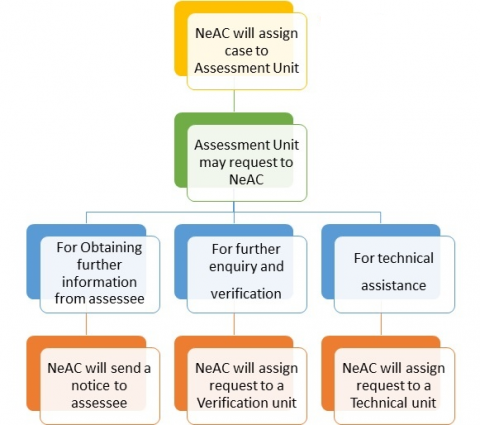 NeAC will assign
case to
Assessment Unit
Assessment Unit
may request to
NeAC
For Obtaining
further
information
from assessee
For further
enquiry and
verification
For technical
assistance
NeAC will send a
notice to
assessee
NeAC will assign
request to a
Verification unit
NeAC will assign
request to a
Technical unit